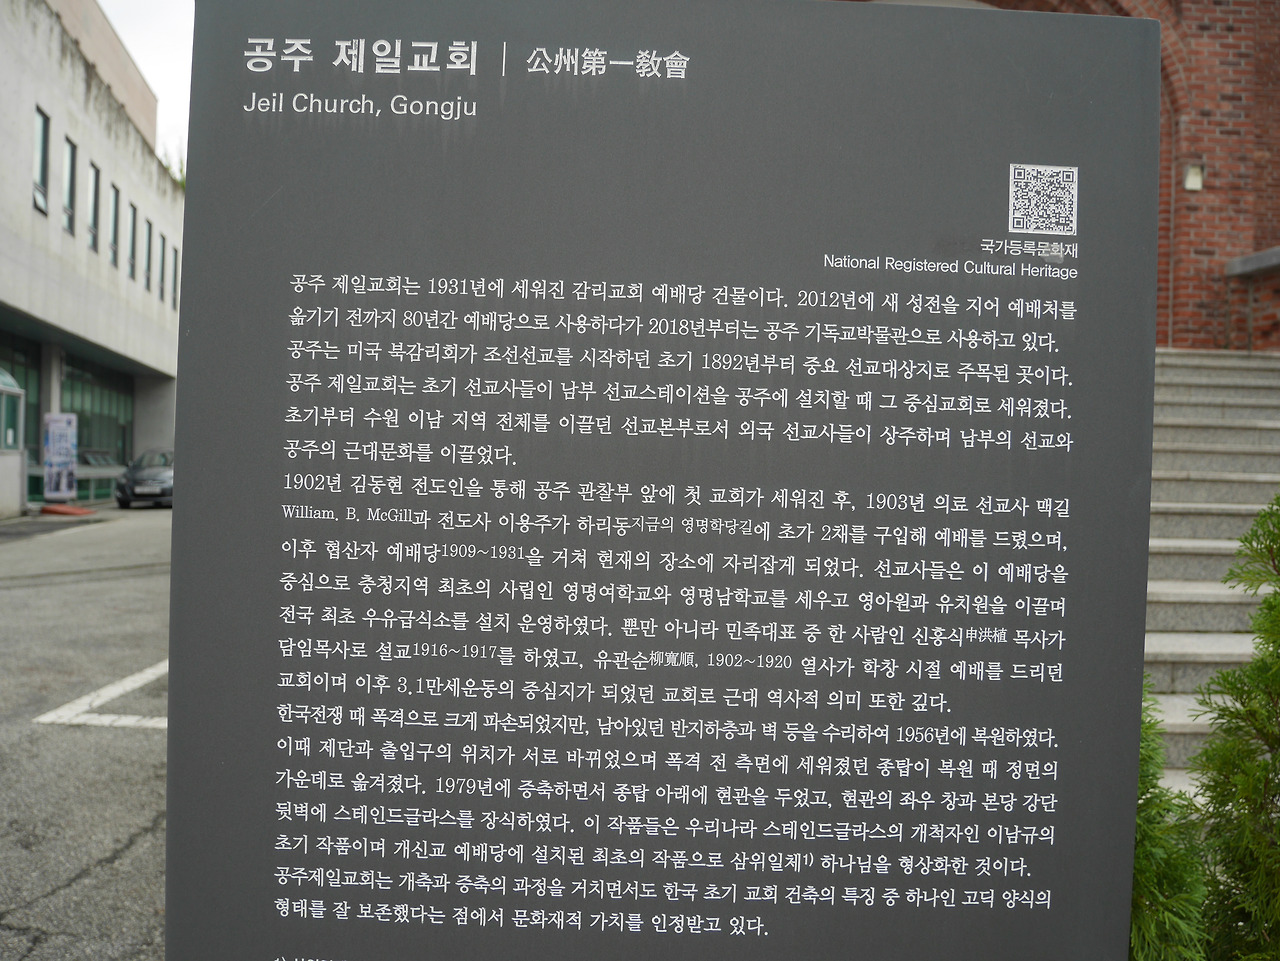 공주 제일교회 | 公州第一敎會
Jeil Church, Gongju
국가등록문화재
National Registered Cultural Heritage
공주 제일교회는 1931년에 세워진 감리교회 예배당 건물이다. 2012년에 새 성전을 지어 예배처를
옮기기 전까지 80년간 예배당으로 사용하다가 2018년부터는 공주 기독교박물관으로 사용하고 있다.
공주는 미국 북감리회가 조선선교를 시작하던 초기 1892년부터 중요 선교대상지로 주목된 곳이다.
공주 제일교회는 초기 선교사들이 남부 선교스테이션을 공주에 설치할 때 그 중심교회로 세워졌다.
초기부터 수원 이남 지역 전체를 이끌던 선교본부로서 외국 선교사들이 상주하며 남부의 선교와
공주의 근대문화를 이끌었다.
1902년 김동현 전도인을 통해 공주 관찰부 앞에 첫 교회가 세워진 후, 1903년 의료 선교사 맥길
William. B. McGill과 전도사 이용주가 하리동지금의 영명학당길에 초가 2채를 구입해 예배를 드렸으며,
이후 협산자 예배당1909~1931을 거쳐 현재의 장소에 자리잡게 되었다. 선교사들은 이 예배당을
중심으로 충청지역 최초의 사립인 영명여학교와 영명남학교를 세우고 영아원과 유치원을 이끌며
전국 최초 우유급식소를 설치 운영하였다. 뿐만 아니라 민족대표 중 한 사람인 신홍식申洪植 목사가
담임목사로 설교1916~1917를 하였고, 유관순柳寬順, 1902~1920 열사가 학창 시절 예배를 드리던
교회이며 이후 3.1만세운동의 중심지가 되었던 교회로 근대 역사적 의미 또한 깊다.
한국전쟁 때 폭격으로 크게 파손되었지만, 남아있던 반지하층과 벽 등을 수리하여 1956년에 복원하였다.
이때 제단과 출입구의 위치가 서로 바뀌었으며 폭격 전 측면에 세워졌던 종탑이 복원 때 정면의
가운데로 옮겨졌다. 1979년에 증축하면서 종탑 아래에 현관을 두었고, 현관의 좌우 창과 본당 강단
뒷벽에 스테인드글라스를 장식하였다. 이 작품들은 우리나라 스테인드글라스의 개척자인 이남규의
초기 작품이며 개신교 예배당에 설치된 최초의 작품으로 삼위일체1) 하나님을 형상화한 것이다.
공주제일교회는 개축과 증축의 과정을 거치면서도 한국 초기 교회 건축의 특징 중 하나인 고딕 양식의
형태를 잘 보존했다는 점에서 문화재적 가치를 인정받고 있다.